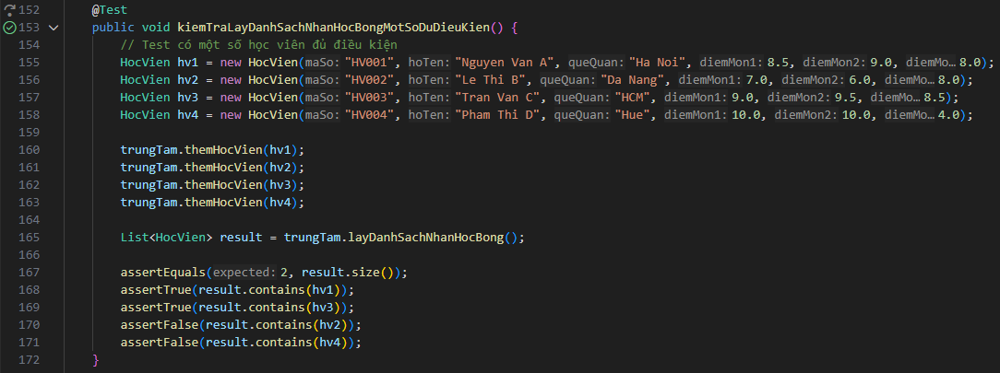 152 @Test
153 public void kiemTraLayDanhSachNhanHocBongMotSoDuDieuKien() {
154 // Test có một số học viên đủ điều kiện
155 HocVien hv1 = new HocVien(maSo: "HV001", hoTen: "Nguyen Van A", queQuan: "Ha Noi", diemMon1: 8.5, diemMon2: 9.0, diemMo… 8.0);
156 HocVien hv2 = new HocVien(maSo: "HV002", hoTen: "Le Thi B", queQuan: "Da Nang", diemMon1: 7.0, diemMon2: 6.0, diemMo… 8.0);
157 HocVien hv3 = new HocVien(maSo: "HV003", hoTen: "Tran Van C", queQuan: "HCM", diemMon1: 9.0, diemMon2: 9.5, diemMo… 8.5);
158 HocVien hv4 = new HocVien(maSo: "HV004", hoTen: "Pham Thi D", queQuan: "Hue", diemMon1: 10.0, diemMon2: 10.0, diemMo… 4.0);
159
160 trungTam.themHocVien(hv1);
161 trungTam.themHocVien(hv2);
162 trungTam.themHocVien(hv3);
163 trungTam.themHocVien(hv4);
164
165 List<HocVien> result = trungTam.layDanhSachNhanHocBong();
166
167 assertEquals(expected: 2, result.size());
168 assertTrue(result.contains(hv1));
169 assertTrue(result.contains(hv3));
170 assertFalse(result.contains(hv2));
171 assertFalse(result.contains(hv4));
172 }